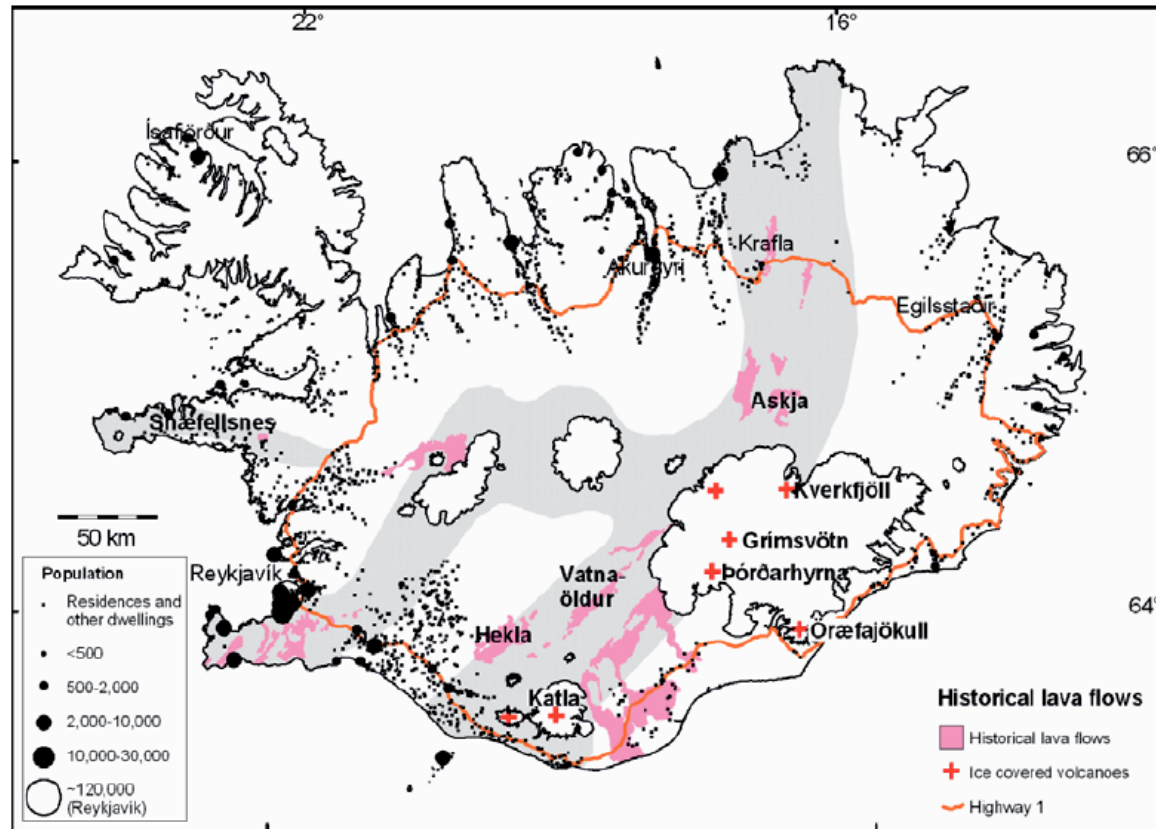 22°
16°
Ísafjörður
66°
Krafla
Akureyri
Egilsstaðir
Snæfellsnes
Askja
Kverkfjöll
50 km
Grímsvötn
Population
Reykjavík
Þórðarhyrna
Vatna-
öldur
Residences and
other dwellings
64°
Hekla
Öræfajökull
<500
Katla
500-2,000
Historical lava flows
2,000-10,000
Historical lava flows
10,000-30,000
Ice covered volcanoes
~120,000
(Reykjavik)
Highway 1